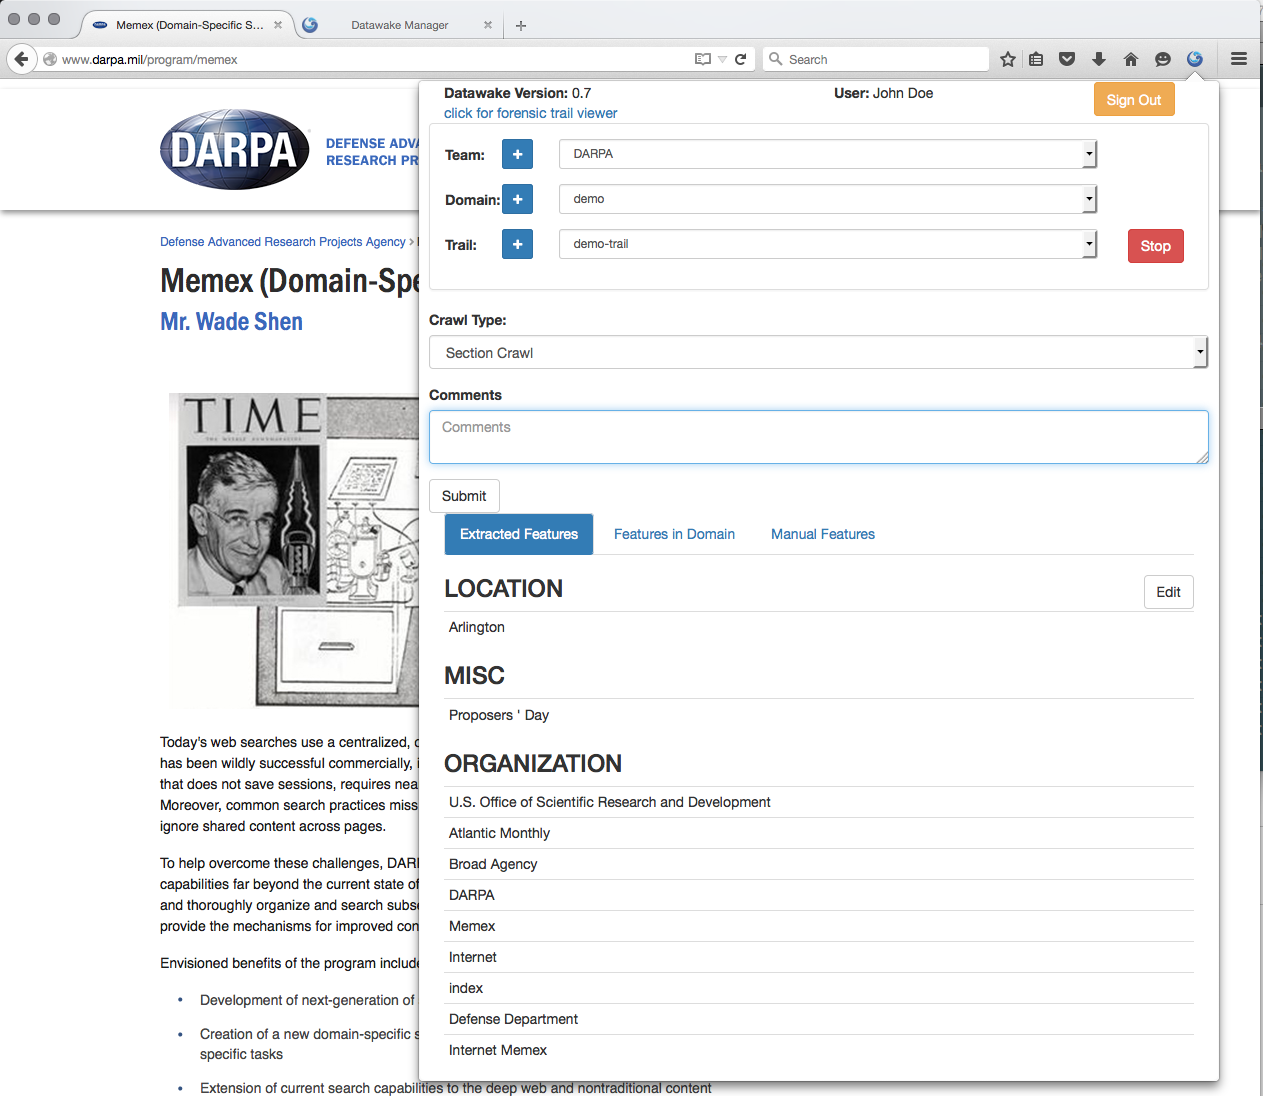 Memex (Domain-Specific S...
Datawake Manager
www.darpa.mil/program/memex
Search
Datawake Version: 0.7
User: John Doe
Sign Out
click for forensic trail viewer
DARPA
DEFENSE ADVA
RESEARCH PR
Team:
+
DARPA
Domain:
+
demo
Trail:
+
demo-trail
Stop
Defense Advanced Research Projects Agency >
Memex (Domain-Spe
Mr. Wade Shen
Crawl Type:
Section Crawl
Comments
Comments
Submit
TIME
Extracted Features
Features in Domain
Manual Features
LOCATION
Edit
Arlington
MISC
Proposers ' Day
ORGANIZATION
U.S. Office of Scientific Research and Development
Atlantic Monthly
Broad Agency
DARPA
Memex
Internet
index
Defense Department
Internet Memex
Today's web searches use a centralized,
has been wildly successful commercially,
that does not save sessions, requires nea
Moreover, common search practices miss
ignore shared content across pages.
To help overcome these challenges, DAR
capabilities far beyond the current state of
and thoroughly organize and search subs
provide the mechanisms for improved con
Envisioned benefits of the program include
• Development of next-generation of
• Creation of a new domain-specific s
specific tasks
• Extension of current search capabilities to the deep web and nontraditional content